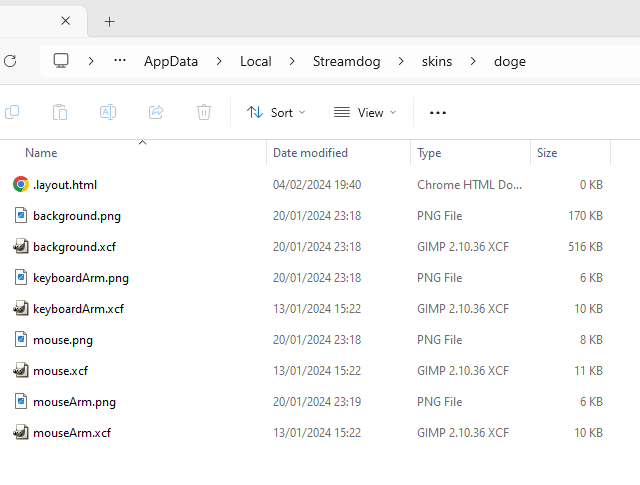 AppData Local Streamdog skins doge
Sort View
Name Date modified Type Size
.layout.html 04/02/2024 19:40 Chrome HTML Do... 0 KB
background.png 20/01/2024 23:18 PNG File 170 KB
background.xcf 20/01/2024 23:18 GIMP 2.10.36 XCF 516 KB
keyboardArm.png 20/01/2024 23:18 PNG File 6 KB
keyboardArm.xcf 13/01/2024 15:22 GIMP 2.10.36 XCF 10 KB
mouse.png 20/01/2024 23:18 PNG File 8 KB
mouse.xcf 13/01/2024 15:22 GIMP 2.10.36 XCF 11 KB
mouseArm.png 20/01/2024 23:19 PNG File 6 KB
mouseArm.xcf 13/01/2024 15:22 GIMP 2.10.36 XCF 10 KB